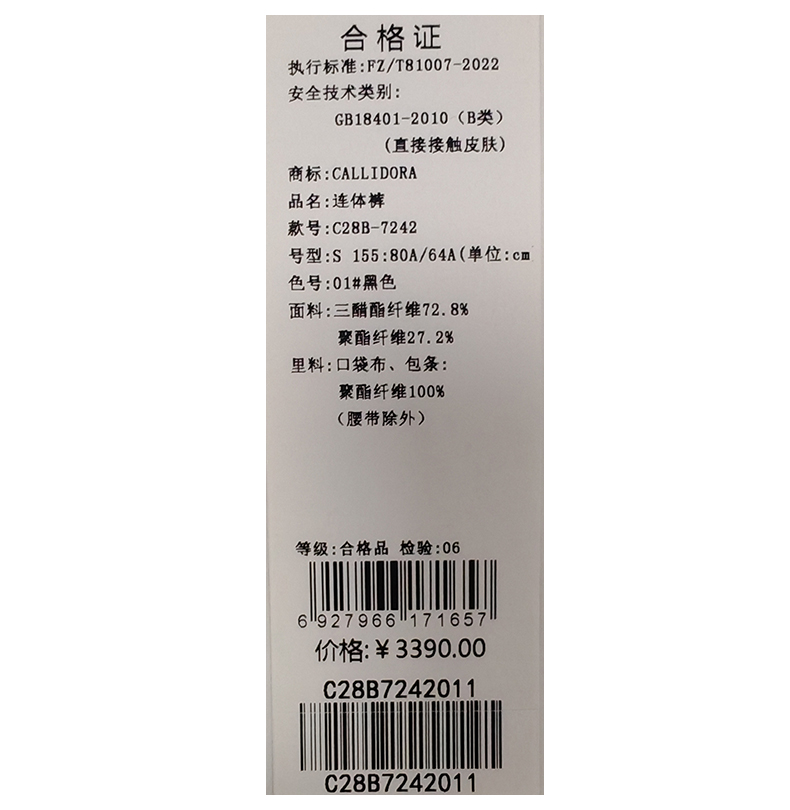 合格证
执行标准:FZ/T81007-2022
安全技术类别:
GB18401-2010（B类）
(直接接触皮肤)
商标:CALLIDORA
品名:连体裤
款号:C28B-7242
号型:S 155:80A/64A(单位:cm
色号:01#黑色
面料:三醋酯纤维72.8%
聚酯纤维27.2%
里料:口袋布、包条:
聚酯纤维100%
（腰带除外）
等级:合格品 检验:06
6 927966 171657
价格:￥3390.00
C28B7242011
C28B7242011